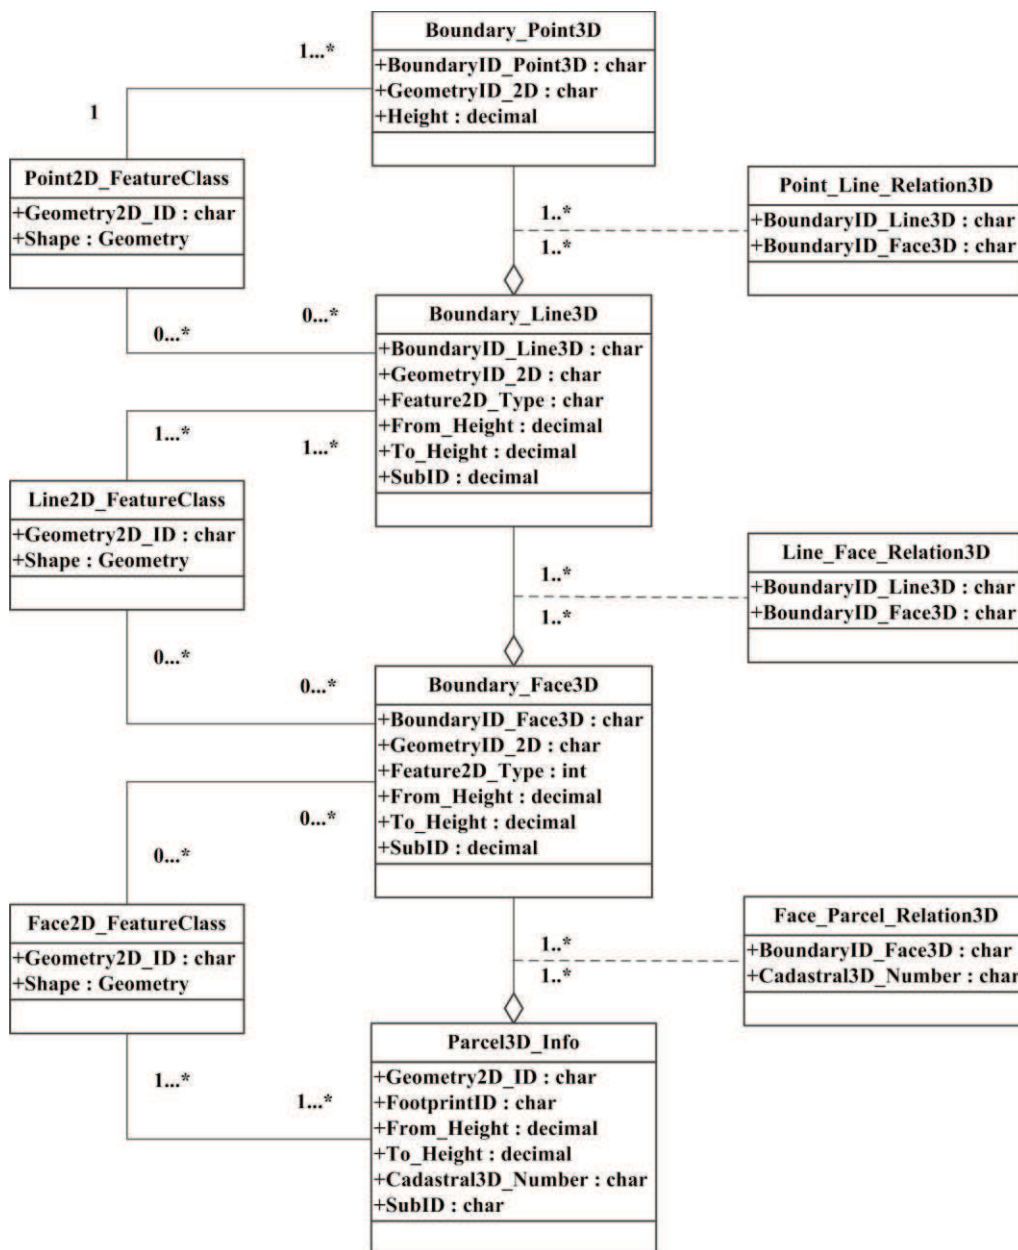 Boundary_Point3D
+BoundaryID_Point3D : char
+GeometryID_2D : char
+Height : decimal
1...*
1
Point2D_FeatureClass
+Geometry2D_ID : char
+Shape : Geometry
Point_Line_Relation3D
+BoundaryID_Line3D : char
+BoundaryID_Face3D : char
1..*
1..*
0...*
0...*
Boundary_Line3D
+BoundaryID_Line3D : char
+GeometryID_2D : char
+Feature2D_Type : char
+From_Height : decimal
+To_Height : decimal
+SubID : decimal
1...*
1...*
Line2D_FeatureClass
+Geometry2D_ID : char
+Shape : Geometry
Line_Face_Relation3D
+BoundaryID_Line3D : char
+BoundaryID_Face3D : char
1..*
1..*
0...*
0...*
Boundary_Face3D
+BoundaryID_Face3D : char
+GeometryID_2D : char
+Feature2D_Type : int
+From_Height : decimal
+To_Height : decimal
+SubID : decimal
0...*
0...*
Face2D_FeatureClass
+Geometry2D_ID : char
+Shape : Geometry
Face_Parcel_Relation3D
+BoundaryID_Face3D : char
+Cadastral3D_Number : char
1..*
1..*
1...*
1...*
Parcel3D_Info
+Geometry2D_ID : char
+FootprintID : char
+From_Height : decimal
+To_Height : decimal
+Cadastral3D_Number : char
+SubID : char